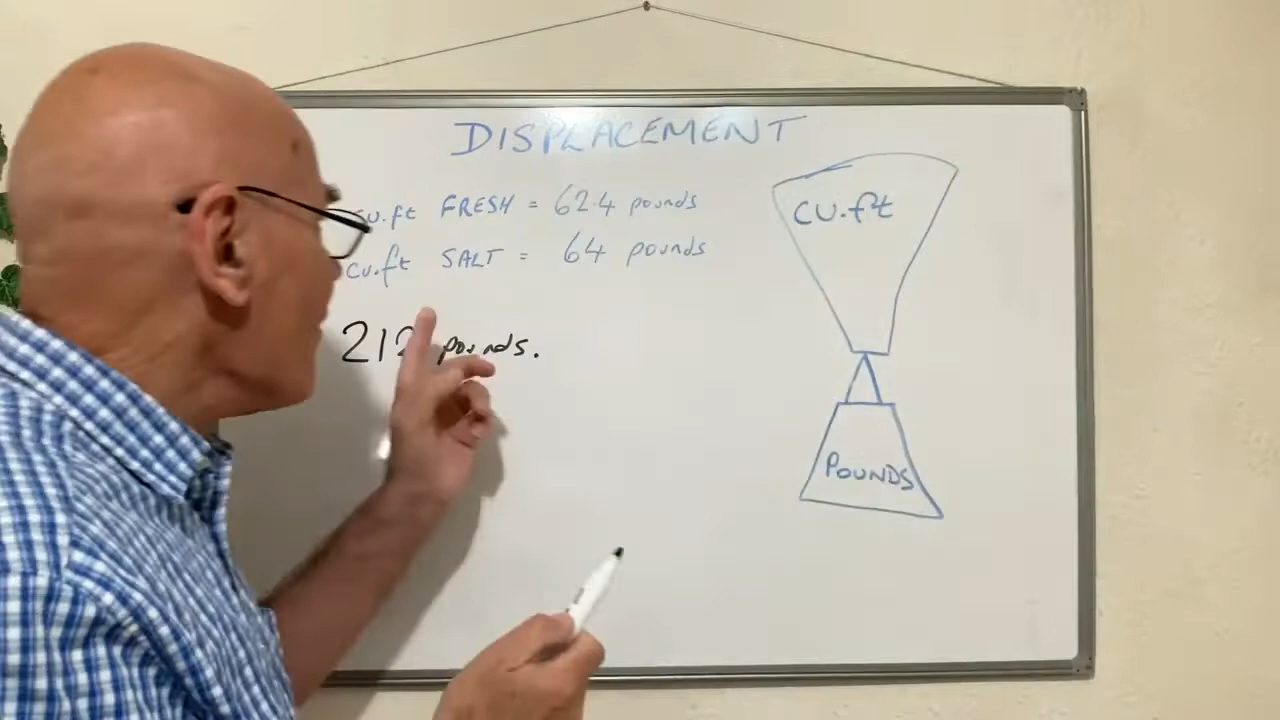 DISPLACEMENT
cu.ft FRESH = 62.4 pounds
cu.ft SALT = 64 pounds
pounds.
cu.ft
POUNDS